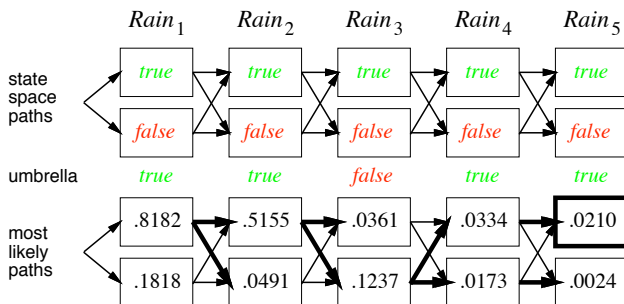 Rain1 Rain2 Rain3 Rain4 Rain5
true true true true true
state
space
paths
false false false false false
umbrella true true false true true
.8182 .5155 .0361 .0334 .0210
most
likely
paths
.1818 .0491 .1237 .0173 .0024